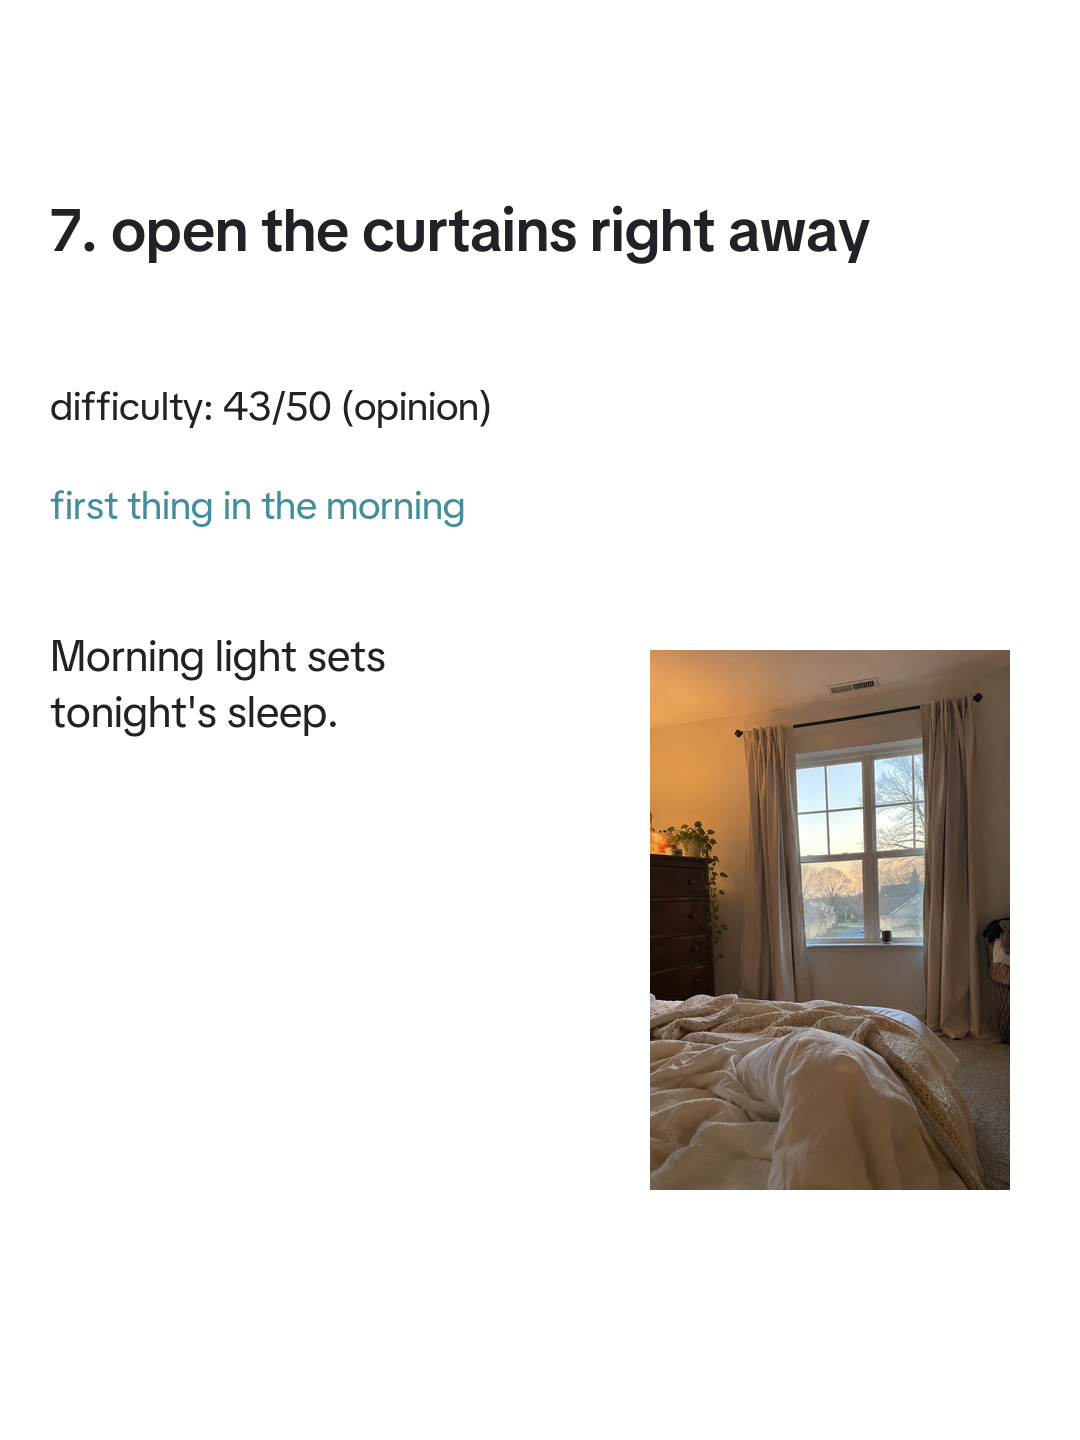 7. open the curtains right away
difficulty: 43/50 (opinion)
first thing in the morning
Morning light sets
tonight's sleep.